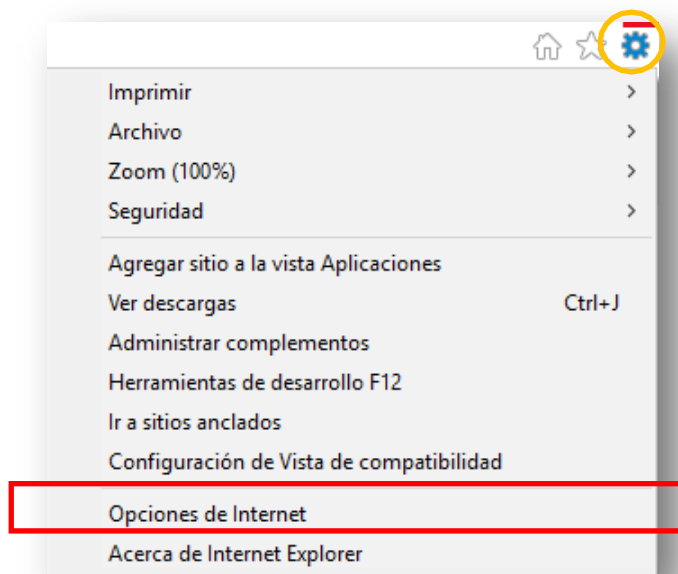 Imprimir
Archivo
Zoom (100%)
Seguridad
Agregar sitio a la vista Aplicaciones
Ver descargas Ctrl+J
Administrar complementos
Herramientas de desarrollo F12
Ir a sitios anclados
Configuración de Vista de compatibilidad
Opciones de Internet
Acerca de Internet Explorer